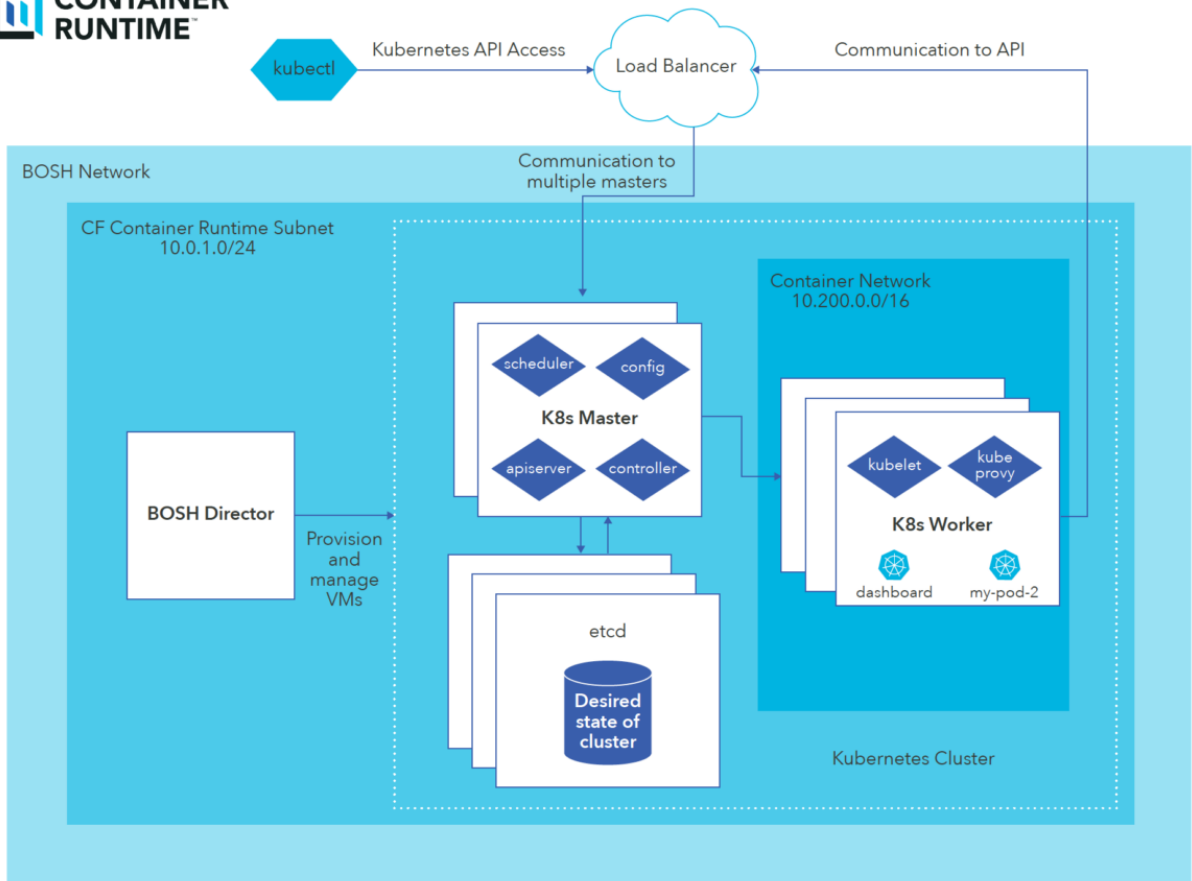 CONTAINER
RUNTIME™
kubectl
Kubernetes API Access
Load Balancer
Communication to API
BOSH Network
Communication to
multiple masters
CF Container Runtime Subnet
10.0.1.0/24
Container Network
10.200.0.0/16
scheduler
config
K8s Master
apiserver
controller
kubelet
kube
provy
K8s Worker
dashboard
my-pod-2
BOSH Director
Provision
and
manage
VMs
etcd
Desired
state of
cluster
Kubernetes Cluster